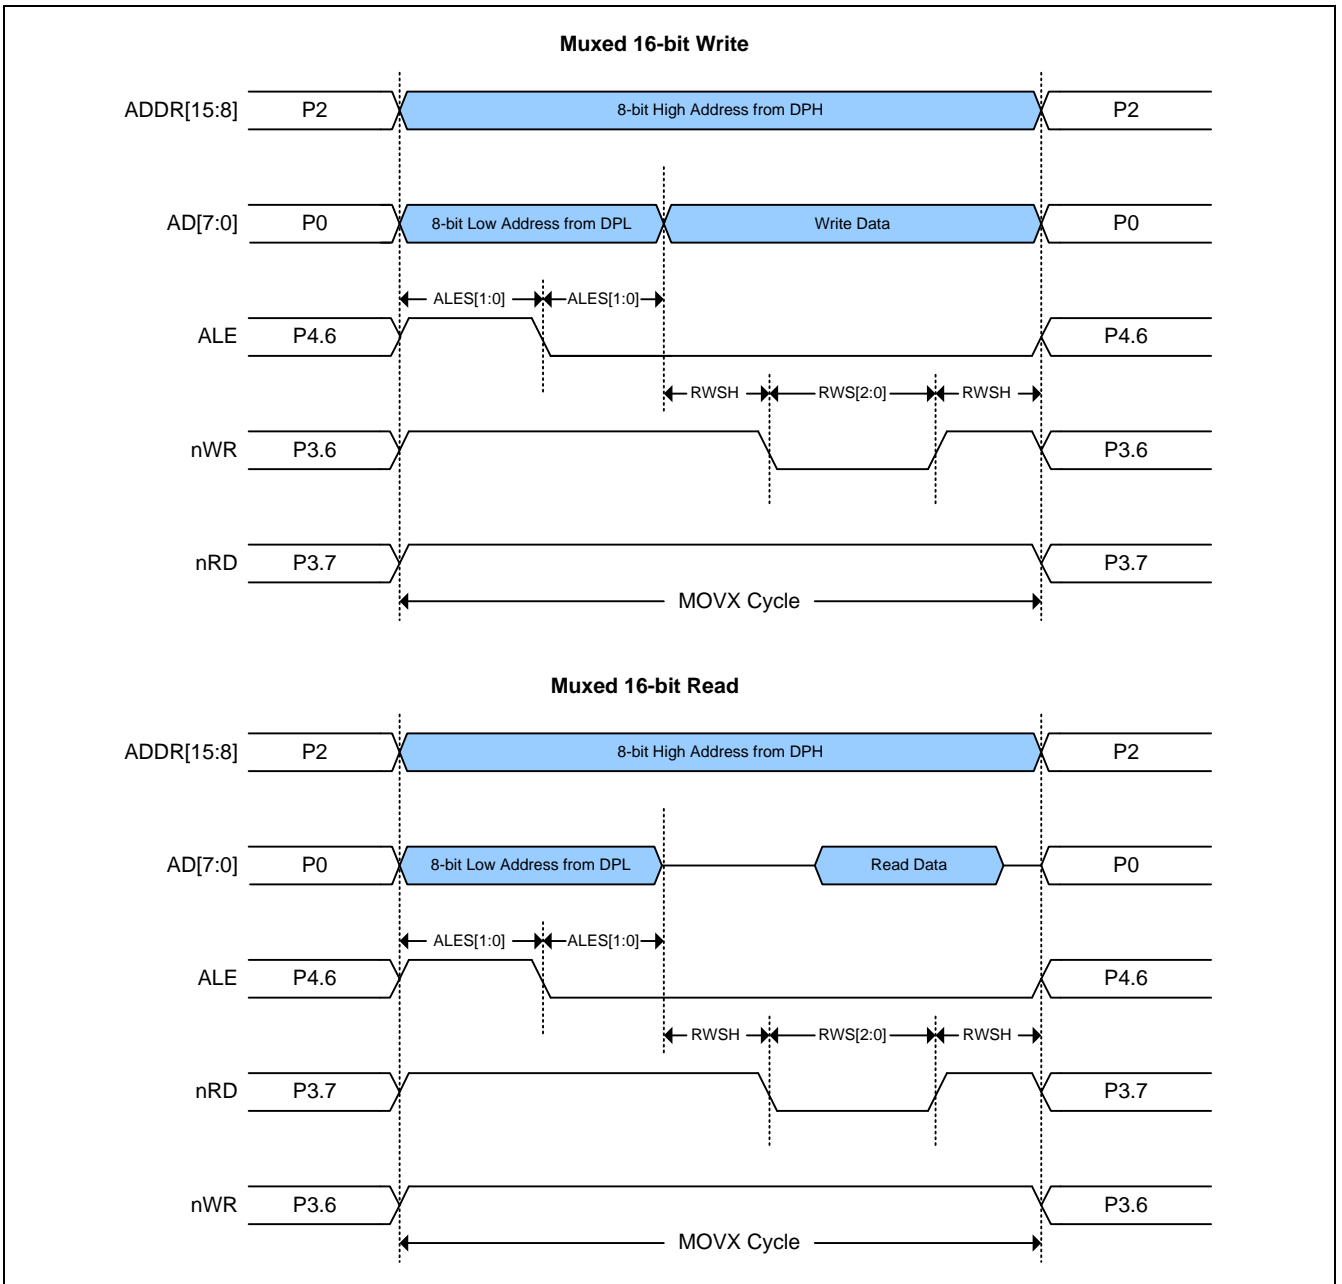 Muxed 16-bit Write
ADDR[15:8] P2 8-bit High Address from DPH P2
AD[7:0] P0 8-bit Low Address from DPL Write Data P0
ALES[1:0] ALES[1:0]
ALE P4.6 P4.6
RWSH RWS[2:0] RWSH
nWR P3.6 P3.6
nRD P3.7 P3.7
MOVX Cycle
Muxed 16-bit Read
ADDR[15:8] P2 8-bit High Address from DPH P2
AD[7:0] P0 8-bit Low Address from DPL Read Data P0
ALES[1:0] ALES[1:0]
ALE P4.6 P4.6
RWSH RWS[2:0] RWSH
nRD P3.7 P3.7
nWR P3.6 P3.6
MOVX Cycle